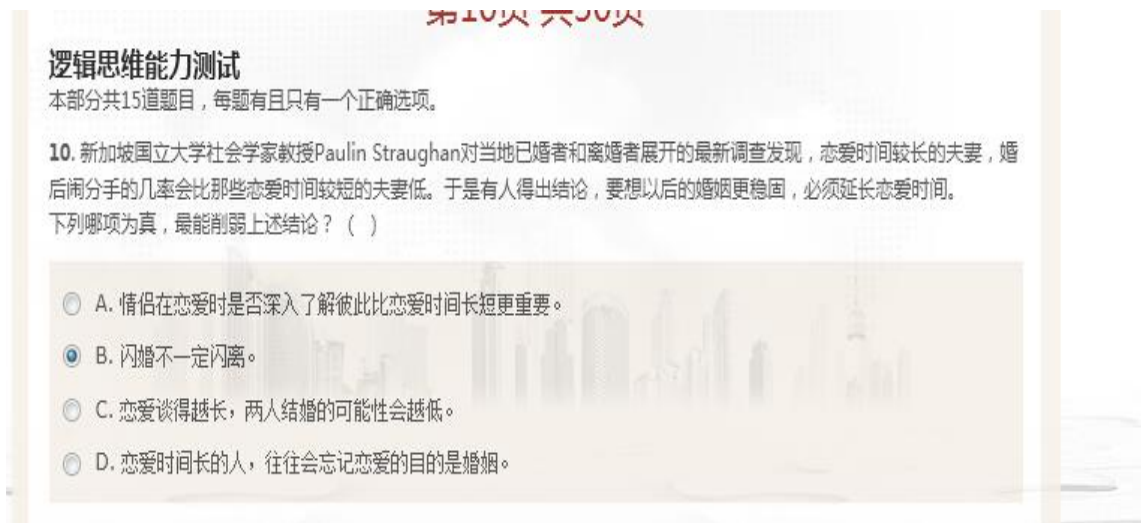 第10页 共50页
逻辑思维能力测试
本部分共15道题目，每题有且只有一个正确选项。
10. 新加坡国立大学社会学家教授Paulin Straughan对当地已婚者和离婚者展开的最新调查发现，恋爱时间较长的夫妻，婚
后闹分手的几率会比那些恋爱时间较短的夫妻低。于是有人得出结论，要想以后的婚姻更稳固，必须延长恋爱时间。
下列哪项为真，最能削弱上述结论？（ ）
A. 情侣在恋爱时是否深入了解彼此比恋爱时间长短更重要。
B. 闪婚不一定闪离。
C. 恋爱谈得越长，两人结婚的可能性会越低。
D. 恋爱时间长的人，往往会忘记恋爱的目的是婚姻。